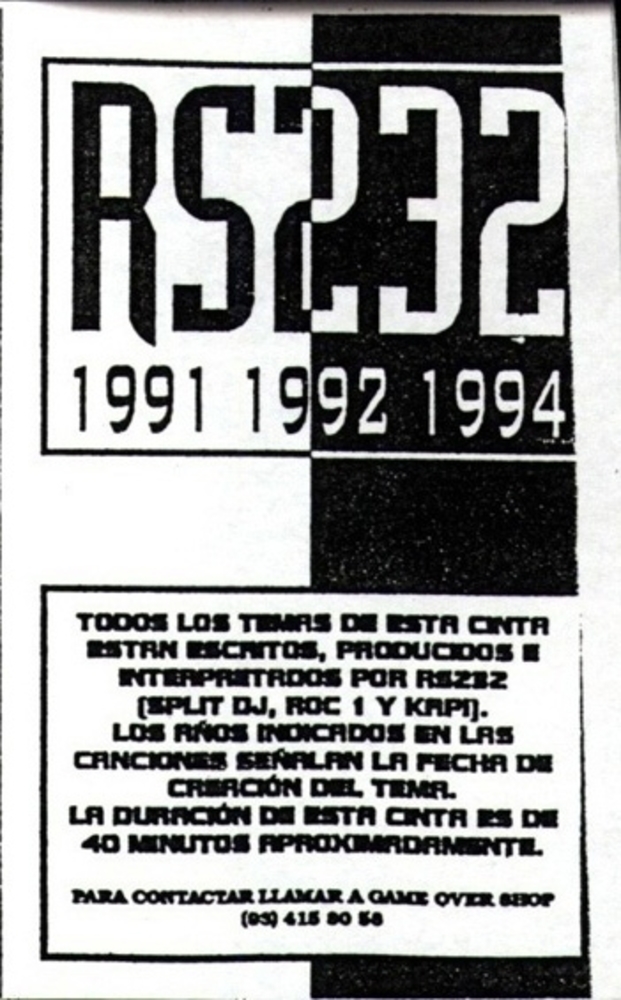 RS232
1991 1992 1994
TODOS LOS TEMAS DE ESTA CINTA
ESTAN ESCRITOS, PRODUCIDOS E
INTERPRETADOS POR RS232
(SPLIT DJ, ROC 1 Y KAPI).
LOS AÑOS INDICADOS EN LAS
CANCIONES SEÑALAN LA FECHA DE
CREACIÓN DEL TEMA.
LA DURACIÓN DE ESTA CINTA ES DE
40 MINUTOS APROXIMADAMENTE.
PARA CONTACTAR LLAMAR A GAME OVER SHOP
(93) 415 80 58